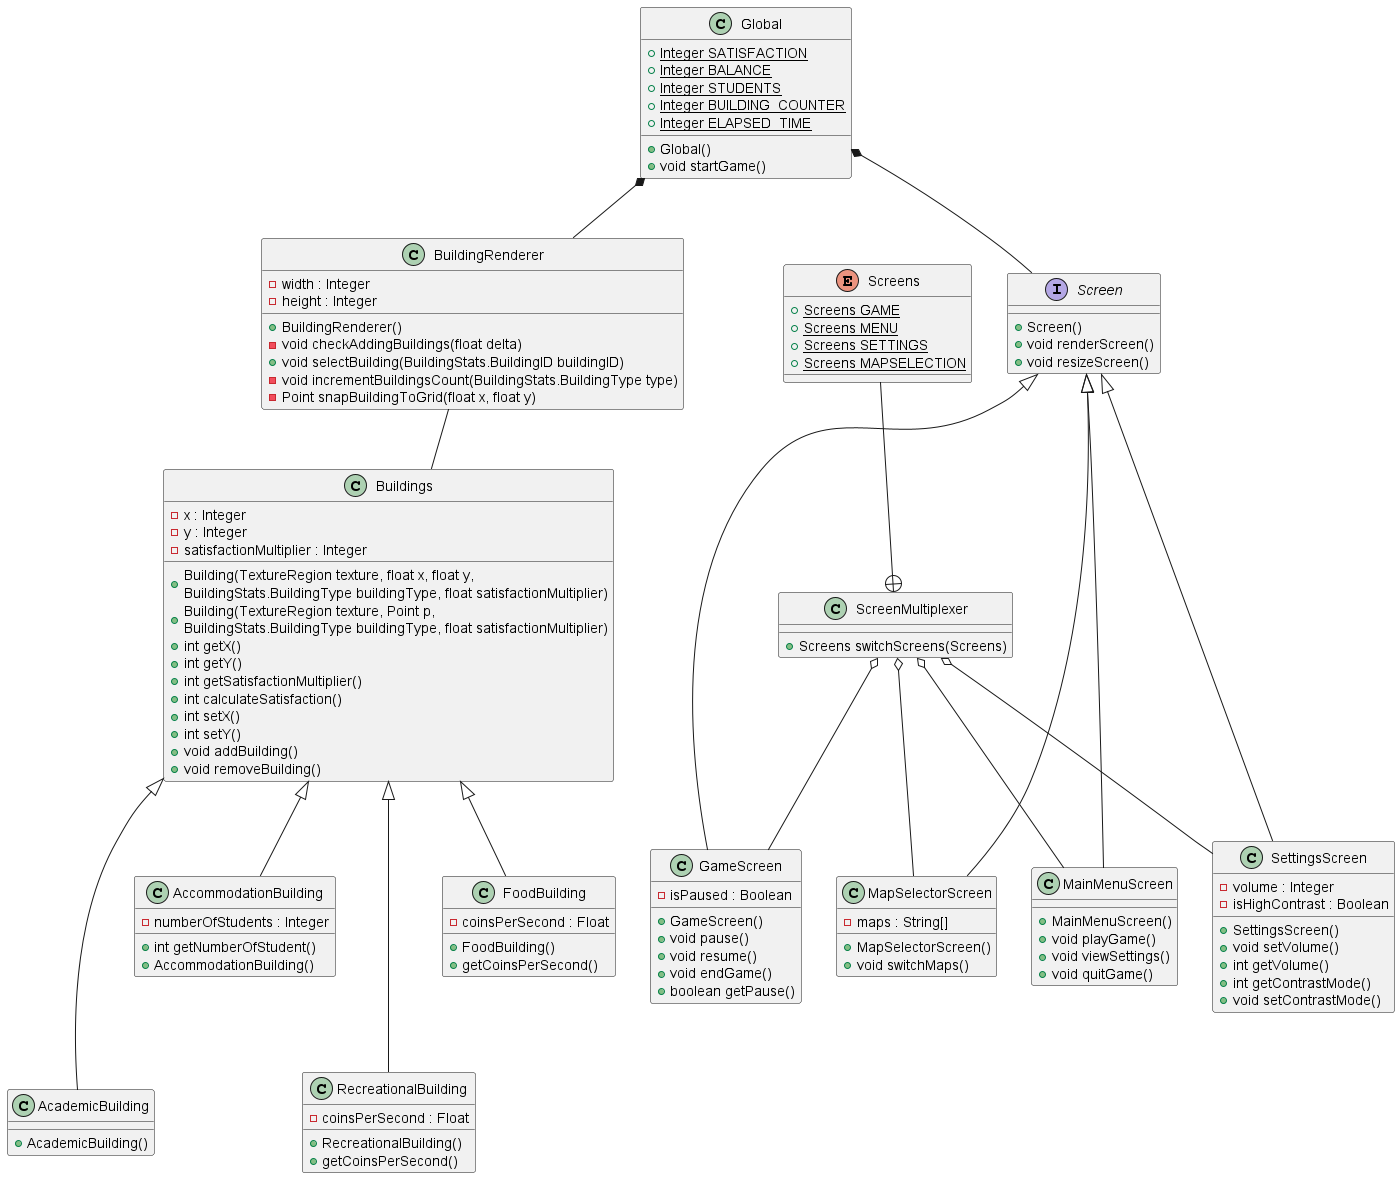 C Global
Integer SATISFACTION
Integer BALANCE
Integer STUDENTS
Integer BUILDING_COUNTER
Integer ELAPSED_TIME
Global()
void startGame()
C BuildingRenderer
width : Integer
height : Integer
BuildingRenderer()
void checkAddingBuildings(float delta)
void selectBuilding(BuildingStats.BuildingID buildingID)
void incrementBuildingsCount(BuildingStats.BuildingType type)
Point snapBuildingToGrid(float x, float y)
E Screens
Screens GAME
Screens MENU
Screens SETTINGS
Screens MAPSELECTION
I Screen
Screen()
void renderScreen()
void resizeScreen()
C Buildings
x : Integer
y : Integer
satisfactionMultiplier : Integer
Building(TextureRegion texture, float x, float y,
BuildingStats.BuildingType buildingType, float satisfactionMultiplier)
Building(TextureRegion texture, Point p,
BuildingStats.BuildingType buildingType, float satisfactionMultiplier)
int getX()
int getY()
int getSatisfactionMultiplier()
int calculateSatisfaction()
int setX()
int setY()
void addBuilding()
void removeBuilding()
C ScreenMultiplexer
Screens switchScreens(Screens)
C AccommodationBuilding
numberOfStudents : Integer
int getNumberOfStudent()
AccommodationBuilding()
C FoodBuilding
coinsPerSecond : Float
FoodBuilding()
getCoinsPerSecond()
C GameScreen
isPaused : Boolean
GameScreen()
void pause()
void resume()
void endGame()
boolean getPause()
C MapSelectorScreen
maps : String[]
MapSelectorScreen()
void switchMaps()
C MainMenuScreen
MainMenuScreen()
void playGame()
void viewSettings()
void quitGame()
C SettingsScreen
volume : Integer
isHighContrast : Boolean
SettingsScreen()
void setVolume()
int getVolume()
int getContrastMode()
void setContrastMode()
C AcademicBuilding
AcademicBuilding()
C RecreationalBuilding
coinsPerSecond : Float
RecreationalBuilding()
getCoinsPerSecond()